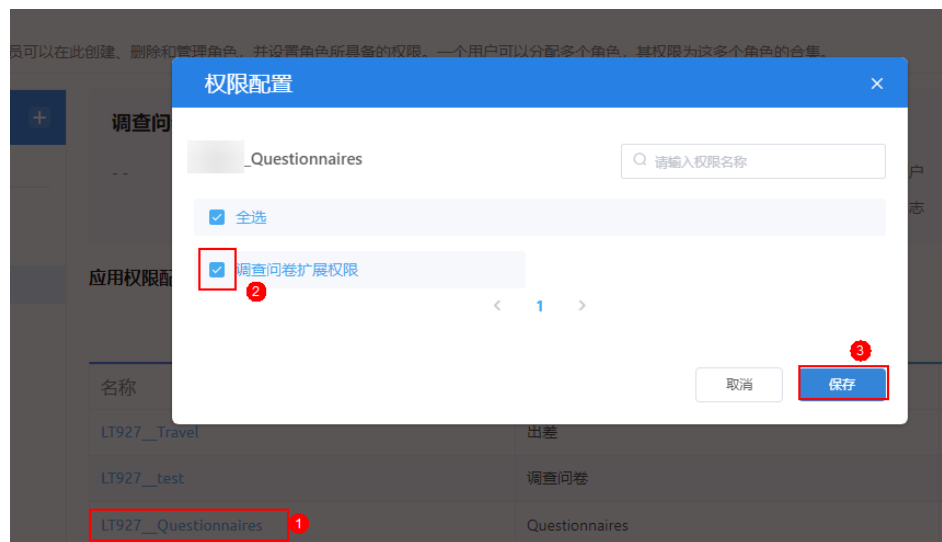 员可以在此创建、删除和管理角色，并设置角色所具备的权限。一个用户可以分配多个角色，其权限为这多个角色的合集。
权限配置
调查问
_Questionnaires
请输入权限名称
- -
户
志
全选
调查问卷扩展权限
应用权限配
2
1
3
取消
保存
名称
LT927__Travel
出差
LT927__test
调查问卷
LT927__Questionnaires
1
Questionnaires